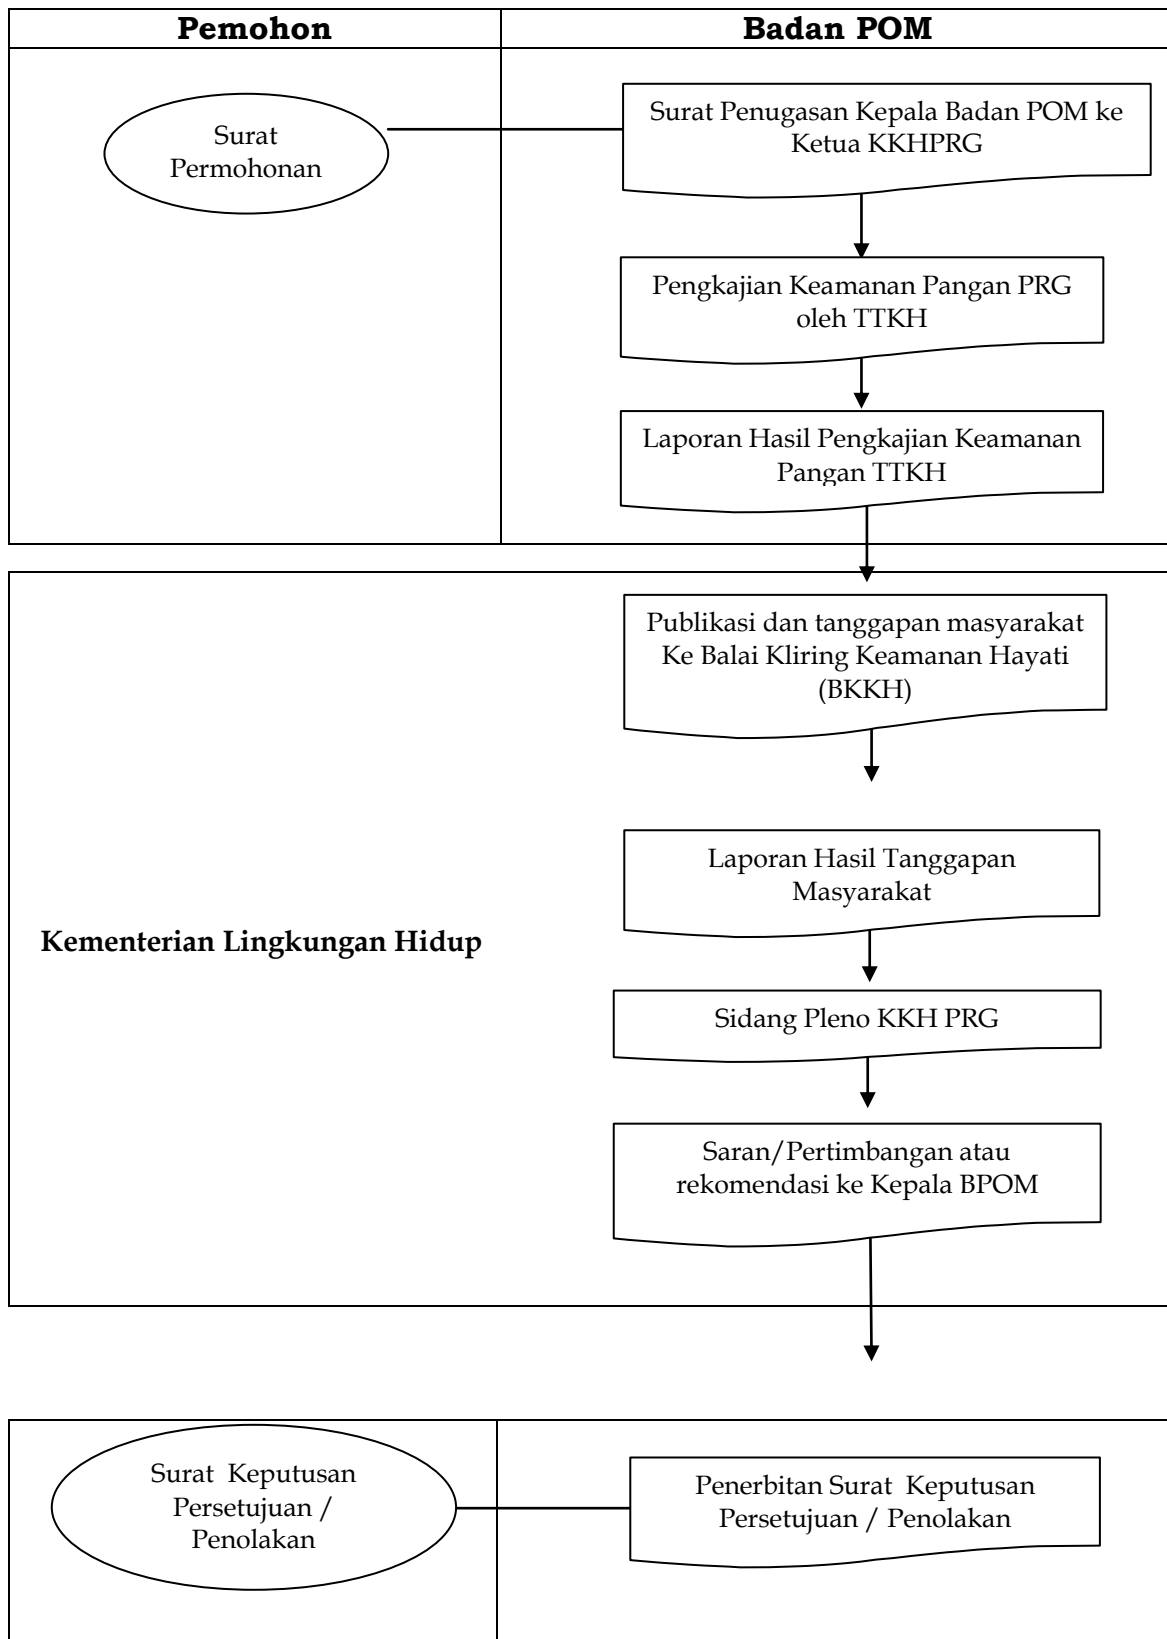 Pemohon
Badan POM
Surat
Permohonan
Surat Penugasan Kepala Badan POM ke
Ketua KKHPRG
Pengkajian Keamanan Pangan PRG
oleh TTKH
Laporan Hasil Pengkajian Keamanan
Pangan TTKH
Publikasi dan tanggapan masyarakat
Ke Balai Kliring Keamanan Hayati
(BKKH)
Laporan Hasil Tanggapan
Masyarakat
Kementerian Lingkungan Hidup
Sidang Pleno KKH PRG
Saran/Pertimbangan atau
rekomendasi ke Kepala BPOM
Surat Keputusan
Persetujuan /
Penolakan
Penerbitan Surat Keputusan
Persetujuan / Penolakan